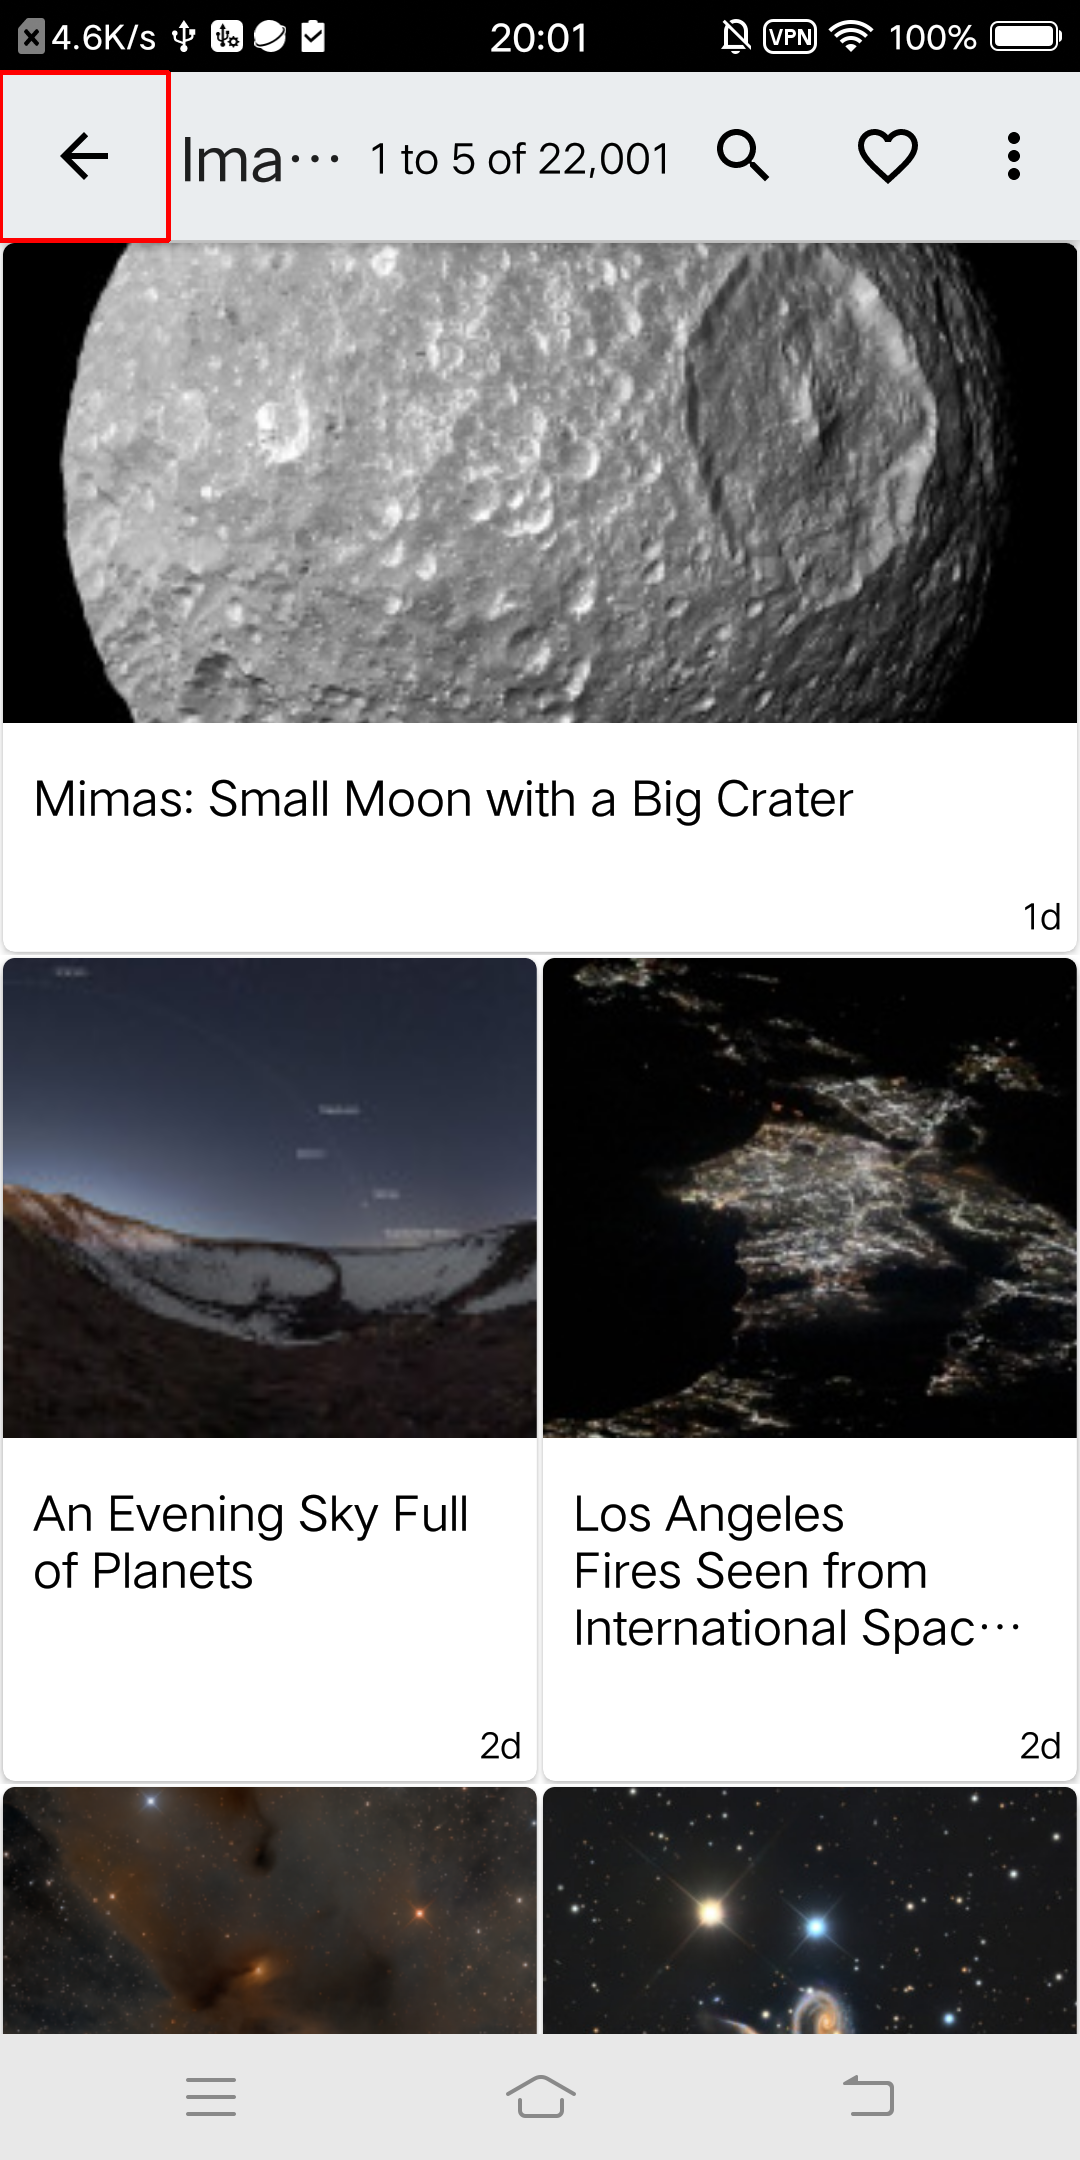 4.6K/s
20:01
VPN
100%
Ima···
1 to 5 of 22,001
Mimas: Small Moon with a Big Crater
1d
An Evening Sky Full
of Planets
2d
Los Angeles
Fires Seen from
International Spac···
2d